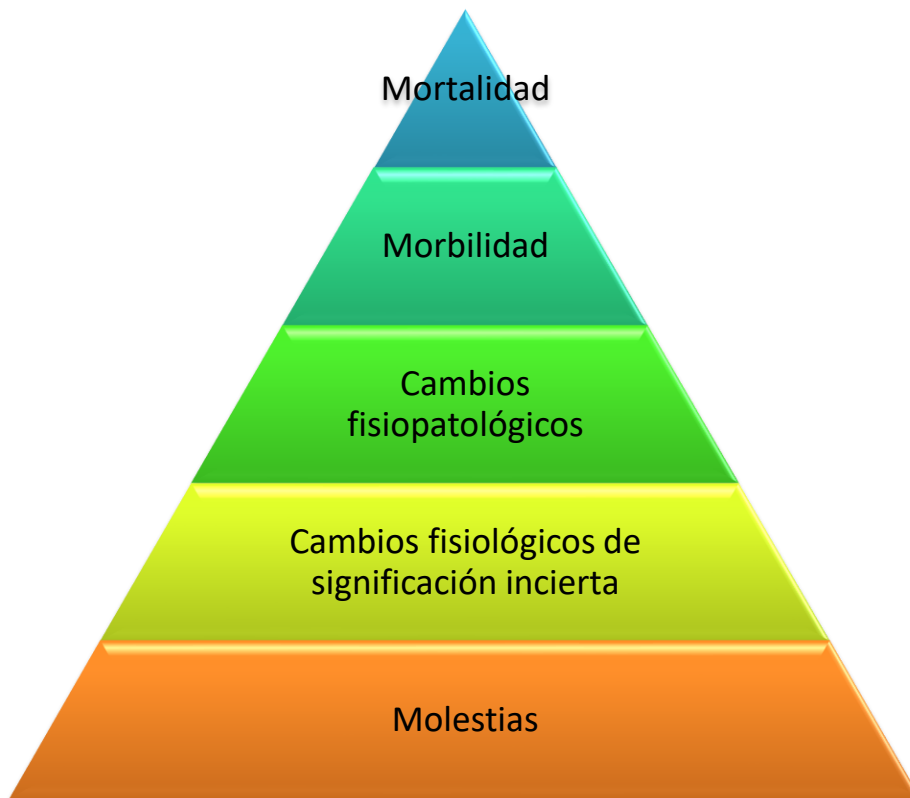 Mortalidad
Morbilidad
Cambios
fisiopatológicos
Cambios fisiológicos de
significación incierta
Molestias